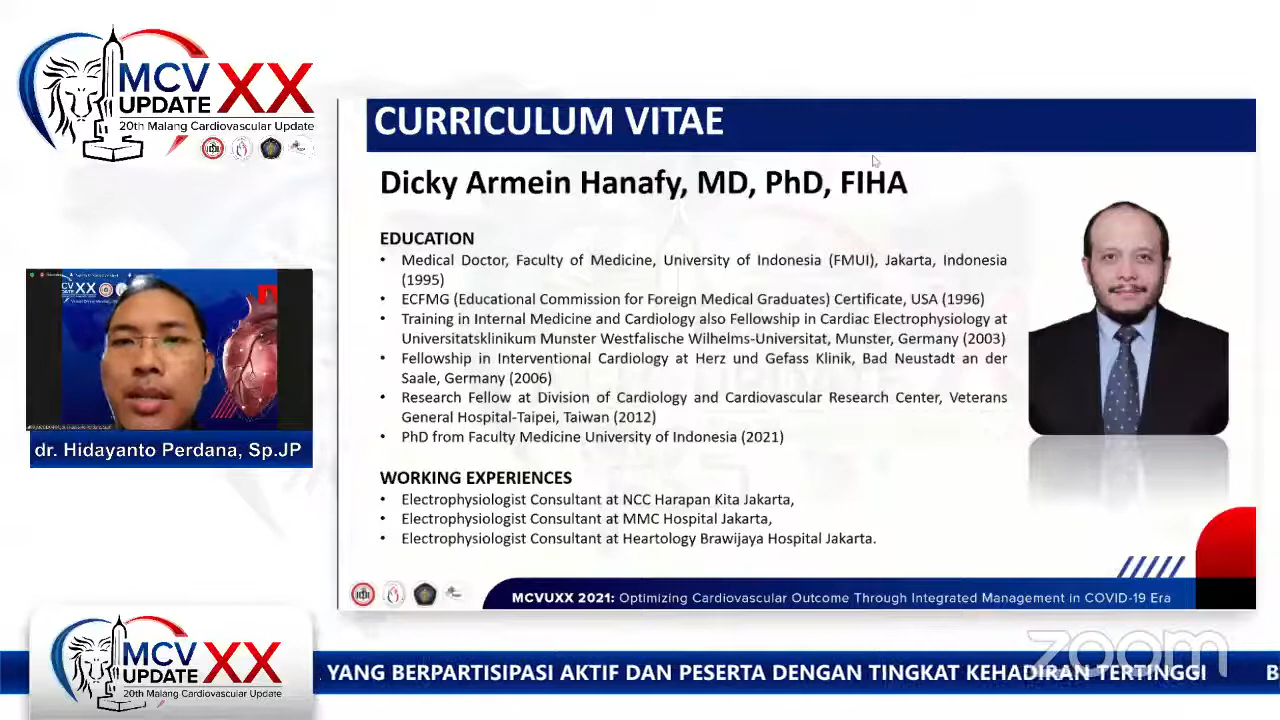 MCV
UPDATE
XX
20th Malang Cardiovascular Update
dr. Hidayanto Perdana, Sp.JP
CURRICULUM VITAE
Dicky Armein Hanafy, MD, PhD, FIHA
EDUCATION
• Medical Doctor, Faculty of Medicine, University of Indonesia (FMUI), Jakarta, Indonesia
(1995)
• ECFMG (Educational Commission for Foreign Medical Graduates) Certificate, USA (1996)
• Training in Internal Medicine and Cardiology also Fellowship in Cardiac Electrophysiology at
Universitatsklinikum Munster Westfalische Wilhelms-Universitat, Munster, Germany (2003)
• Fellowship in Interventional Cardiology at Herz und Gefass Klinik, Bad Neustadt an der
Saale, Germany (2006)
• Research Fellow at Division of Cardiology and Cardiovascular Research Center, Veterans
General Hospital-Taipei, Taiwan (2012)
• PhD from Faculty Medicine University of Indonesia (2021)
WORKING EXPERIENCES
• Electrophysiologist Consultant at NCC Harapan Kita Jakarta,
• Electrophysiologist Consultant at MMC Hospital Jakarta,
• Electrophysiologist Consultant at Heartology Brawijaya Hospital Jakarta.
MCVUXX 2021: Optimizing Cardiovascular Outcome Through Integrated Management in COVID-19 Era
zoom
MCV
UPDATE
XX
20th Malang Cardiovascular Update
. YANG BERPARTISIPASI AKTIF DAN PESERTA DENGAN TINGKAT KEHADIRAN TERTINGGI B